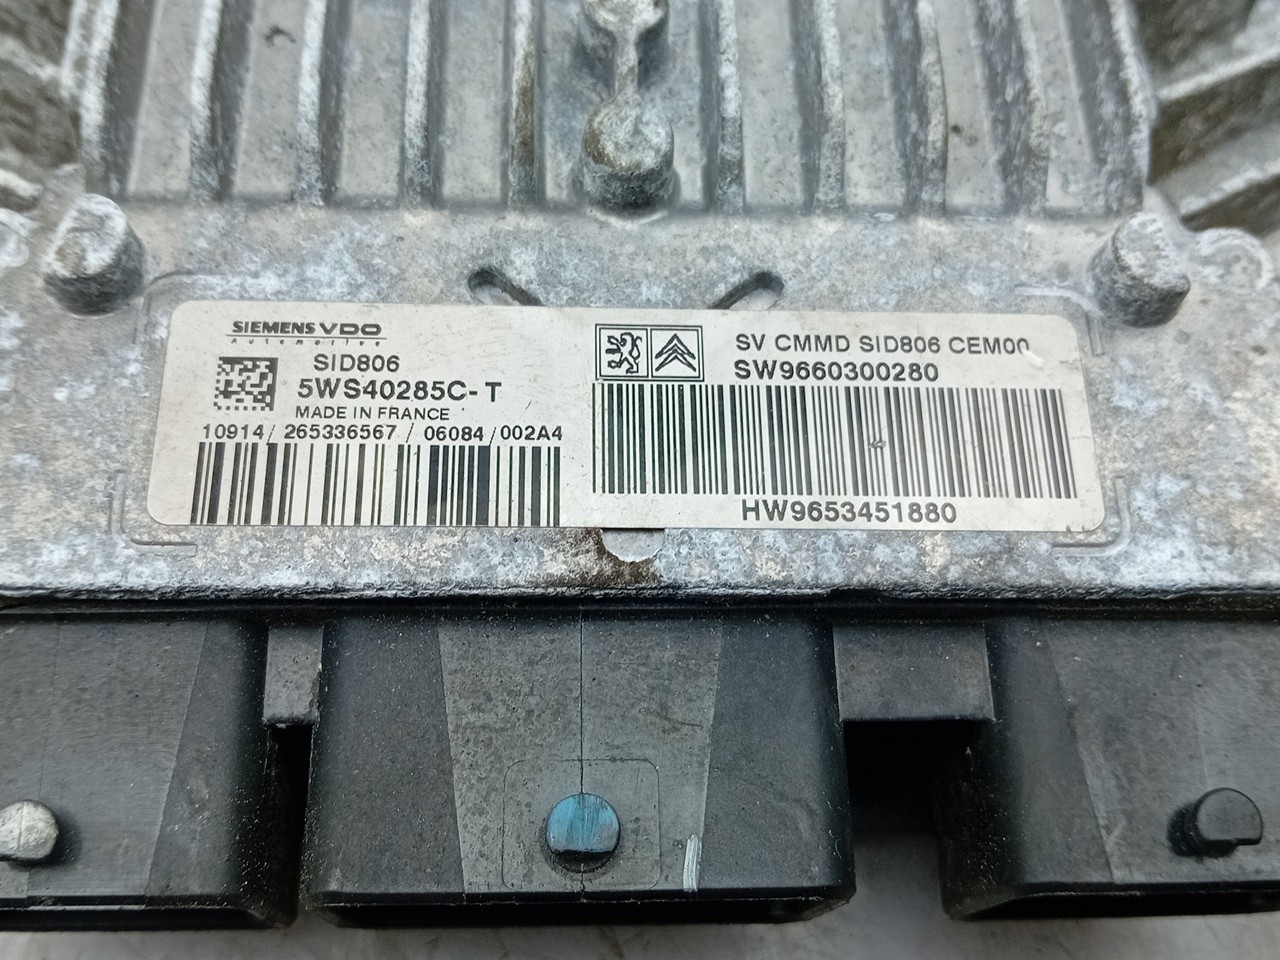 SIEMENS VDO
Automotive
SID806
5WS40285C-T
MADE IN FRANCE
10914/265336567/06084/002A4
SV CMMD SID806 CEM00
SW9660300280
HW9653451880